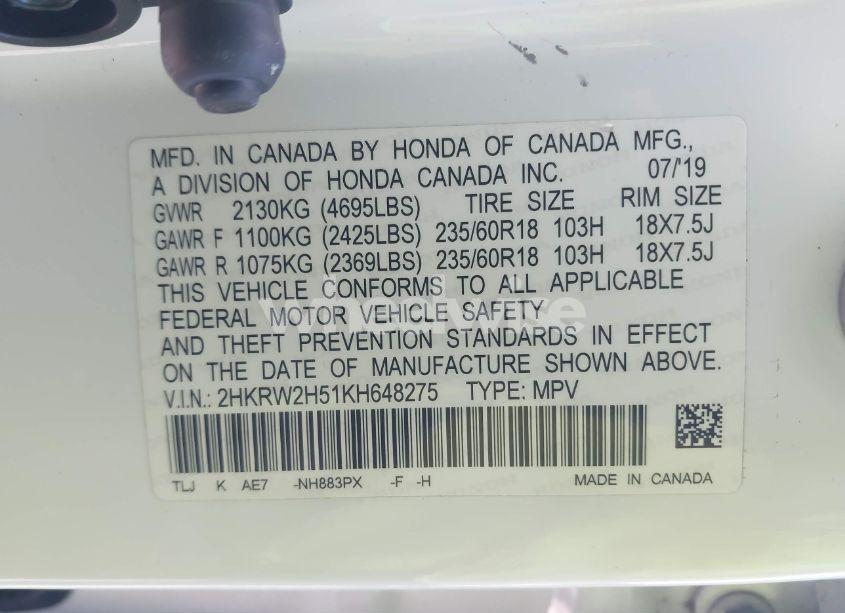 MFD. IN CANADA BY HONDA OF CANADA MFG.,
A DIVISION OF HONDA CANADA INC. 07/'19
GVWR 2130KG (4695LBS) TIRE SIZE RIM SIZE
GAWR F 1100KG (2425LBS) 235/60R18 103H 18X7.5J
GAWR R 1075KG (2369LBS) 235/60R18 103H 18X7.5J
THIS VEHICLE CONFORMS TO ALL APPLICABLE
FEDERAL MOTOR VEHICLE SAFETY
wheelwire
AND THEFT PREVENTION STANDARDS IN EFFECT
ON THE DATE OF MANUFACTURE SHOWN ABOVE.
V.I.N.: 2HKRW2H51KH648275 TYPE: MPV
TLJ K AE7 -NH883PX -F -H MADE IN CANADA